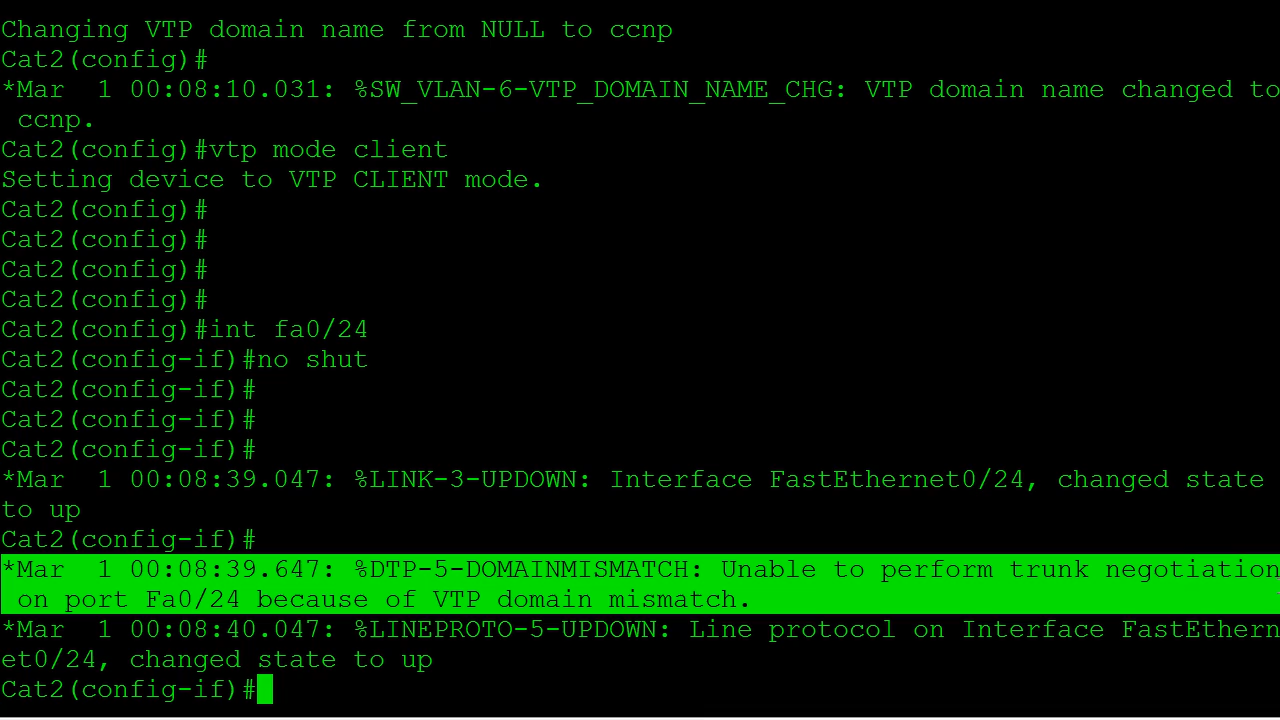 Changing VTP domain name from NULL to ccnp
Cat2(config)#
*Mar  1 00:08:10.031: %SW_VLAN-6-VTP_DOMAIN_NAME_CHG: VTP domain name changed to
 ccnp.
Cat2(config)#vtp mode client
Setting device to VTP CLIENT mode.
Cat2(config)#
Cat2(config)#
Cat2(config)#
Cat2(config)#
Cat2(config)#int fa0/24
Cat2(config-if)#no shut
Cat2(config-if)#
Cat2(config-if)#
Cat2(config-if)#
*Mar  1 00:08:39.047: %LINK-3-UPDOWN: Interface FastEthernet0/24, changed state
to up
Cat2(config-if)#
*Mar  1 00:08:39.647: %DTP-5-DOMAINMISMATCH: Unable to perform trunk negotiation
 on port Fa0/24 because of VTP domain mismatch.
*Mar  1 00:08:40.047: %LINEPROTO-5-UPDOWN: Line protocol on Interface FastEthern
et0/24, changed state to up
Cat2(config-if)#